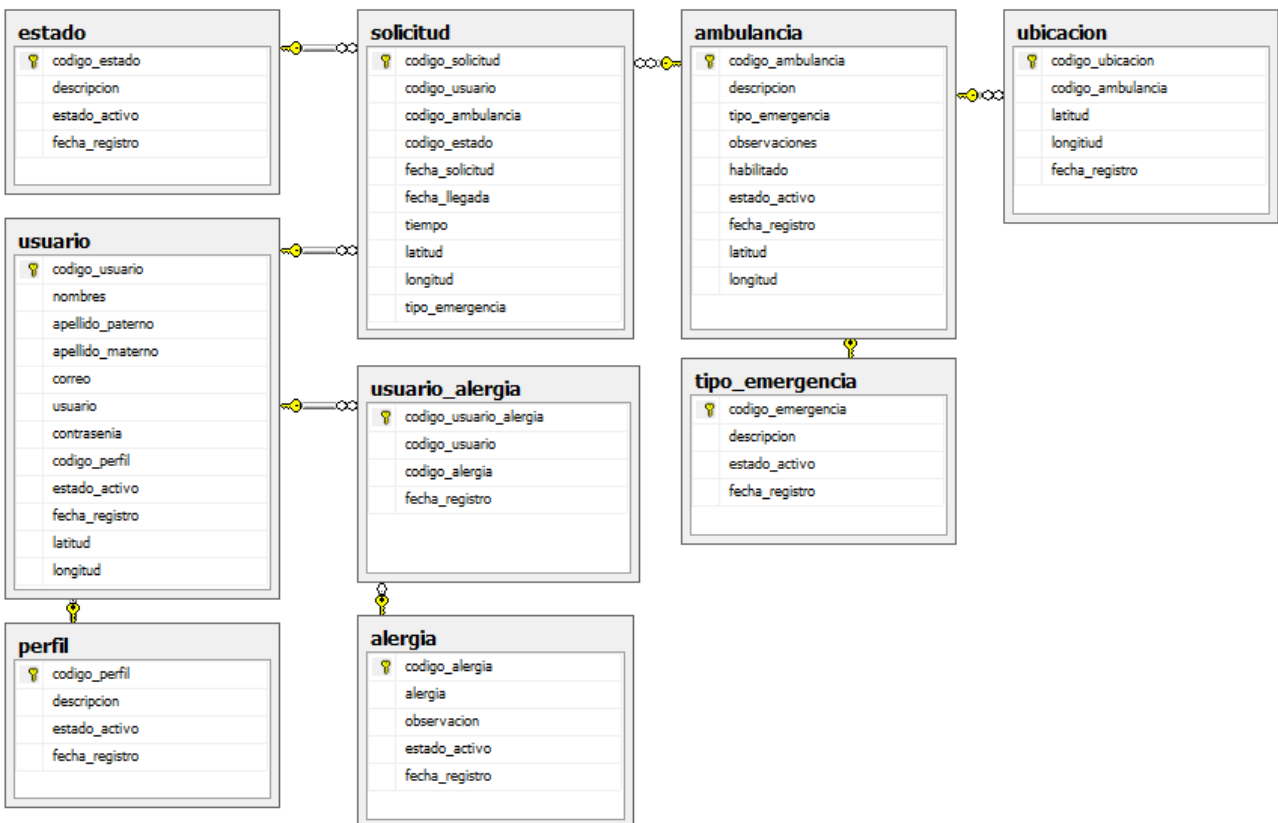 estado
codigo_estado
descripcion
estado_activo
fecha_registro
solicitud
codigo_solicitud
codigo_usuario
codigo_ambulancia
codigo_estado
fecha_solicitud
fecha_llegada
tiempo
latitud
longitud
tipo_emergencia
ambulancia
codigo_ambulancia
descripcion
tipo_emergencia
observaciones
habilitado
estado_activo
fecha_registro
latitud
longitud
ubicacion
codigo_ubicacion
codigo_ambulancia
latitud
longitiud
fecha_registro
usuario
codigo_usuario
nombres
apellido_paterno
apellido_materno
correo
usuario
contrasenia
codigo_perfil
estado_activo
fecha_registro
latitud
longitud
usuario_alergia
codigo_usuario_alergia
codigo_usuario
codigo_alergia
fecha_registro
tipo_emergencia
codigo_emergencia
descripcion
estado_activo
fecha_registro
perfil
codigo_perfil
descripcion
estado_activo
fecha_registro
alergia
codigo_alergia
alergia
observacion
estado_activo
fecha_registro